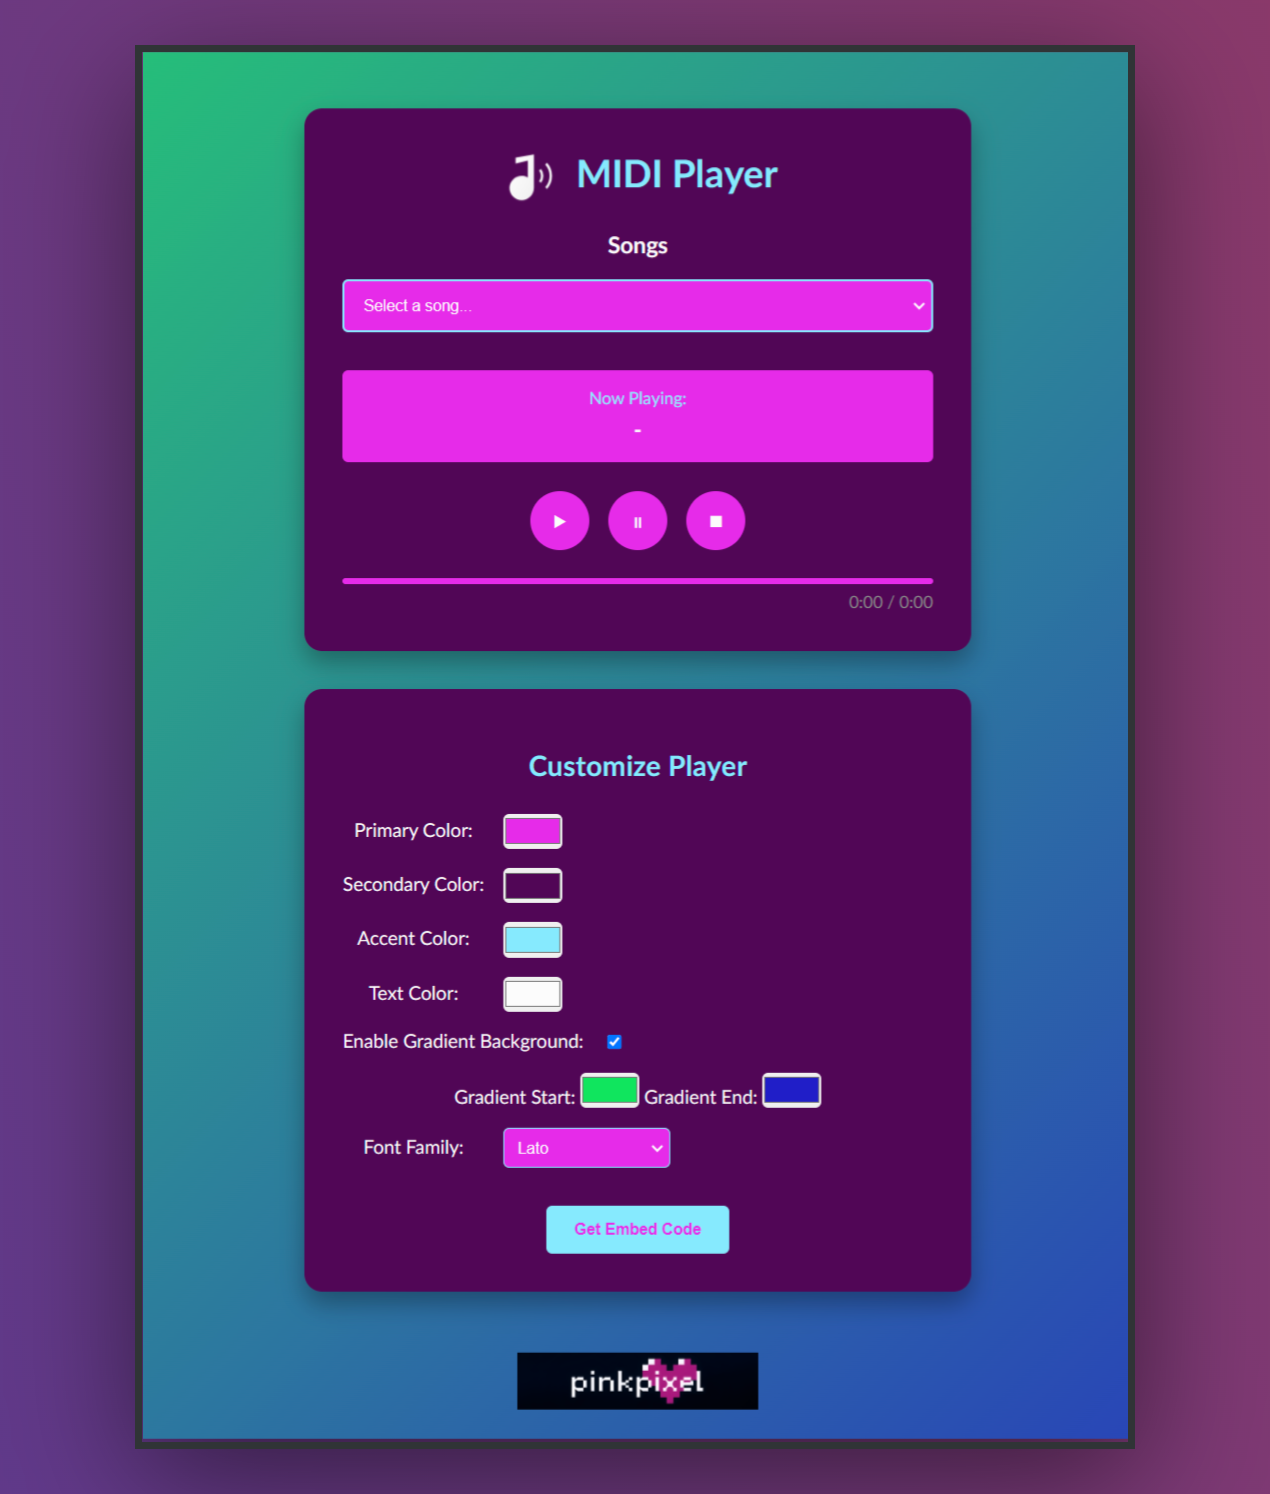 MIDI Player
Songs
Select a song...
Now Playing:
-
0:00 / 0:00
Customize Player
Primary Color:
Secondary Color:
Accent Color:
Text Color:
Enable Gradient Background:
Gradient Start: Gradient End:
Font Family: Lato
Get Embed Code
pinkpixel